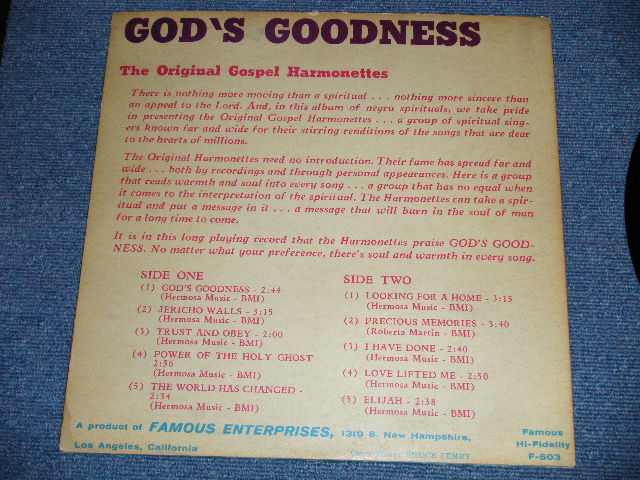 GOD'S GOODNESS
The Original Gospel Harmonettes
There is nothing more moving than a spiritual . . . nothing more sincere than
an appeal to the Lord. And, in this album of negro spirituals, we take pride
in presenting the Original Gospel Harmonettes . . . a group of spiritual sing-
ers known far and wide for their stirring renditions of the songs that are dear
to the hearts of millions.
The Original Harmonettes need no introduction. Their fame has spread far and
wide . . . both by recordings and through personal appearances. Here is a group
that reads warmth and soul into every song . . . a group that has no equal when
it comes to the interpretation of the spiritual. The Harmonettes can take a spir-
itual and put a message in it . . . a message that will burn in the soul of man
for a long time to come.
It is in this long playing record that the Harmonettes praise GOD'S GOOD-
NESS. No matter what your preference, there's soul and warmth in every song.
SIDE ONE
(1) GOD'S GOODNESS - 2:44
(Hermosa Music - BMI)
(2) JERICHO WALLS - 3:15
(Hermosa Music - BMI)
(3) TRUST AND OBEY - 2:00
(Hermosa Music - BMI)
(4) POWER OF THE HOLY GHOST
2:56
(Hermosa Music - BMI)
(5) THE WORLD HAS CHANGED -
2:34
(Hermosa Music - BMI)
SIDE TWO
(1) LOOKING FOR A HOME - 3:15
(Hermosa Music - BMI)
(2) PRECIOUS MEMORIES - 3:40
(Roberta Martin - BMI)
(3) I HAVE DONE - 2:40
(Hermosa Music - BMI)
(4) LOVE LIFTED ME - 2:50
(Hermosa Music - BMI)
(5) ELIJAH - 2:38
(Hermosa Music - BMI)
A product of FAMOUS ENTERPRISES, 1310 S. New Hampshire,
Los Angeles, California
Cover BRUCE ZEMBY
Famous
Hi-Fidelity
F-503